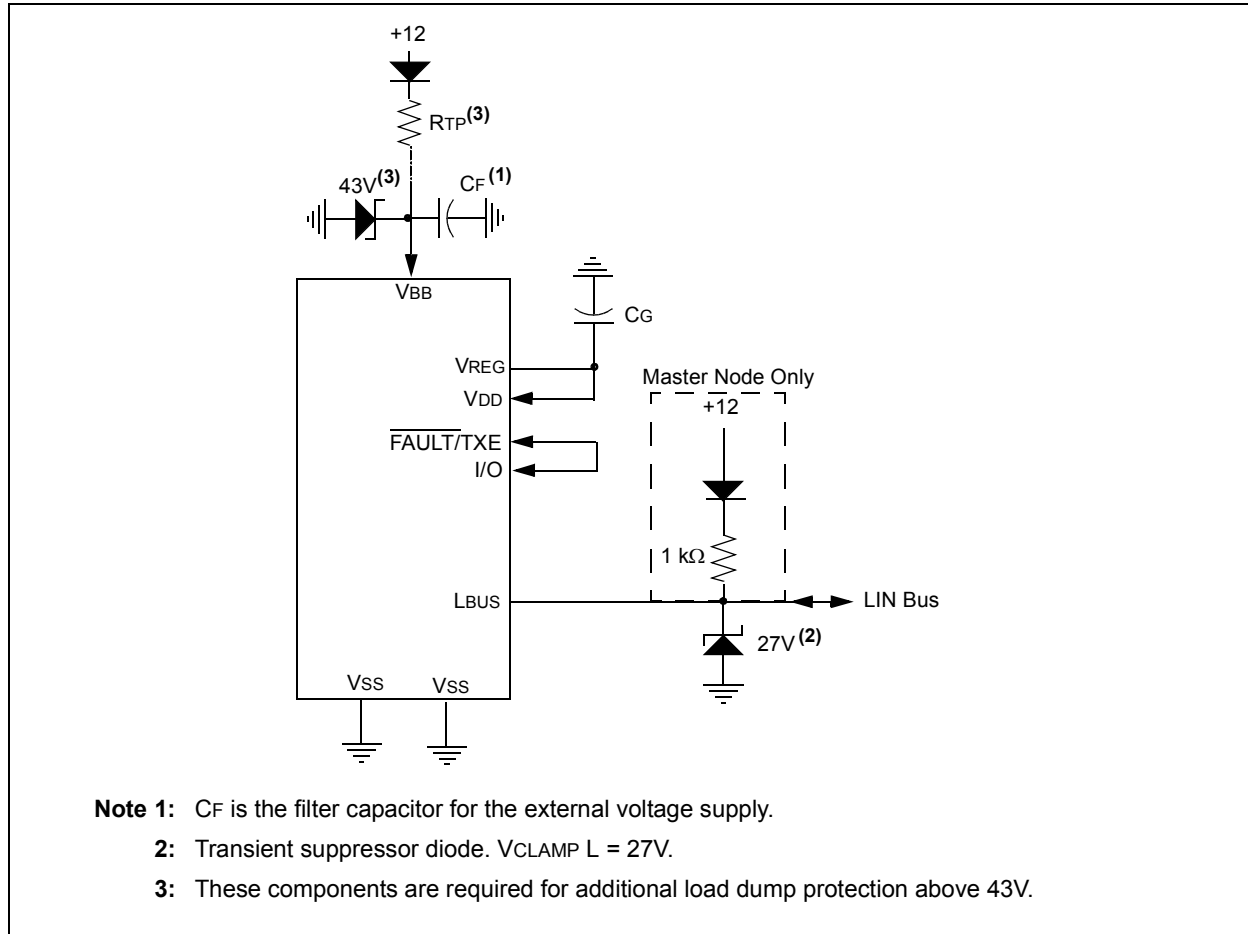 +12
RTP(3)
43V(3)
CF(1)
VBB
CG
VREG
Master Node Only
VDD
+12
FAULT/TXE
I/O
1 kΩ
LBUS
LIN Bus
27V(2)
VSS
VSS
Note 1: CF is the filter capacitor for the external voltage supply.
2: Transient suppressor diode. VCLAMP L = 27V.
3: These components are required for additional load dump protection above 43V.